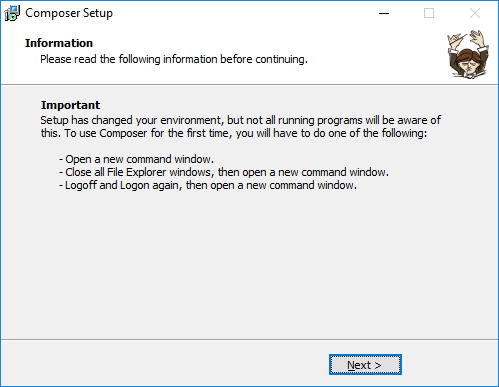 Composer Setup
Information
Please read the following information before continuing.
Important
Setup has changed your environment, but not all running programs will be aware
of this. To use Composer for the first time, you will have to do one of the following:
- Open a new command window.
- Close all File Explorer windows, then open a new command window.
- Logoff and Logon again, then open a new command window.
Next >